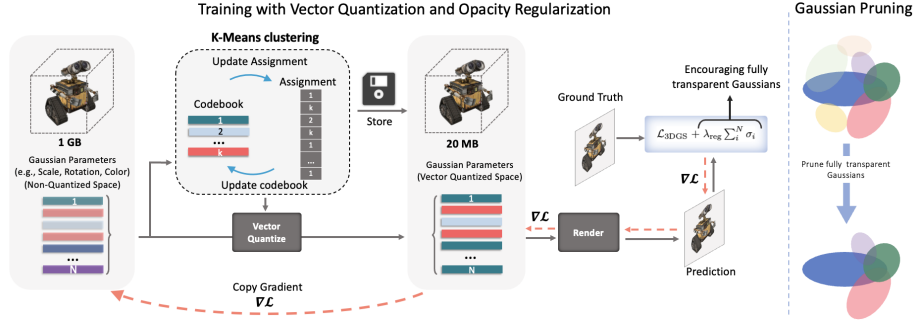 Training with Vector Quantization and Opacity Regularization
Gaussian Pruning
K-Means clustering
Update Assignment
Assignment
1
k
2
k
1
...
1
Codebook
1
2
...
k
Update codebook
Store
1 GB
Gaussian Parameters
(e.g., Scale, Rotation, Color)
(Non-Quantized Space)
1
...
N
Vector
Quantize
20 MB
Gaussian Parameters
(Vector Quantized Space)
1
...
N
Copy Gradient
∇ℒ
∇ℒ
Render
Ground Truth
Encouraging fully
transparent Gaussians
ℒ3DGS + λreg ∑ᵢᴺ σᵢ
∇ℒ
Prediction
Prune fully transparent
Gaussians